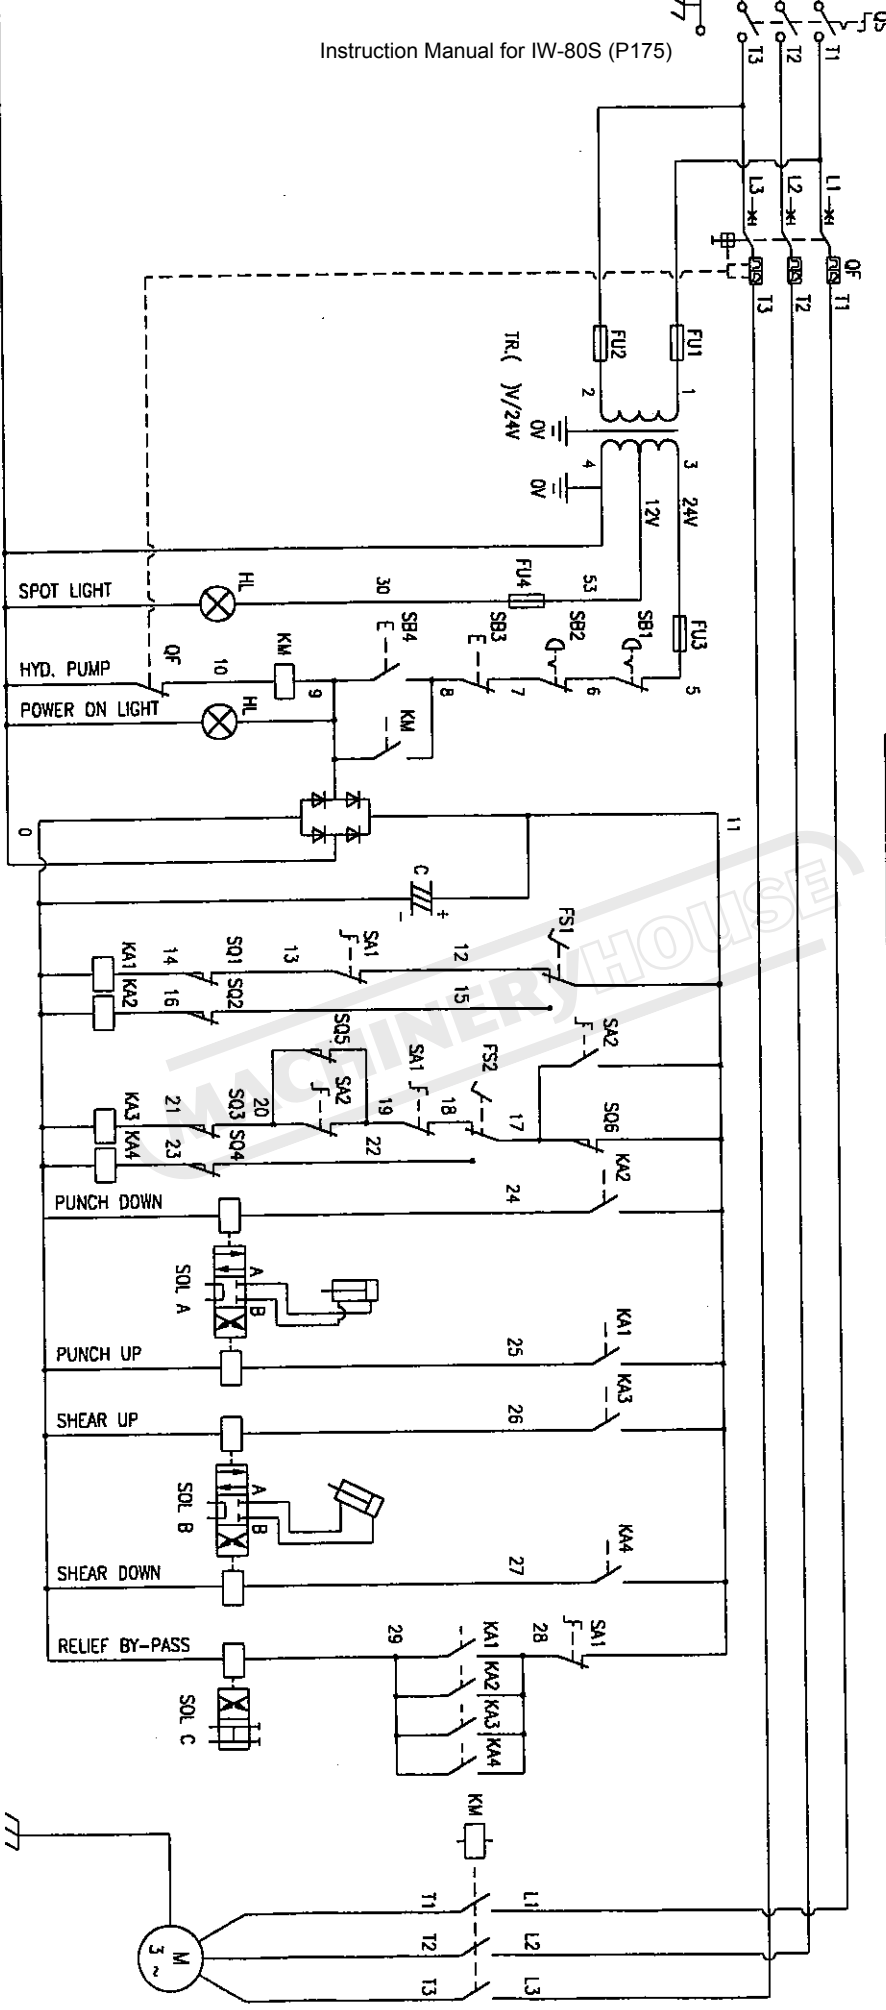 Instruction Manual for IW-80S (P175)
QS
T3
T2
T1
L3
L2
L1
QF
T3
T2
T1
FU2
FU1
2
1
TR.(    )V/24V
0V
0V
4
3
12V
24V
SPOT LIGHT
HL
30
FU4
53
FU3
HYD. PUMP
QF
10
KM
9
SB4
8
SB3
7
SB2
6
SB1
5
POWER ON LIGHT
HL
KM
0
11
C
-
+
KA1
14
SQ1
13
SA1
12
FS1
KA2
16
SQ2
15
SQ5
SA2
KA3
21
SQ3
20
SA2
19
SA1
18
FS2
17
SQ6
KA4
23
SQ4
22
MACHINERYHOUSE
PUNCH DOWN
24
KA2
SOL A
A
B
PUNCH UP
25
KA1
SHEAR UP
26
KA3
SOL B
A
B
SHEAR DOWN
27
KA4
RELIEF BY-PASS
29
KA1
28
SA1
KA2
KA3
KA4
SOL C
KM
T1
L1
T2
L2
T3
L3
M
3 ~